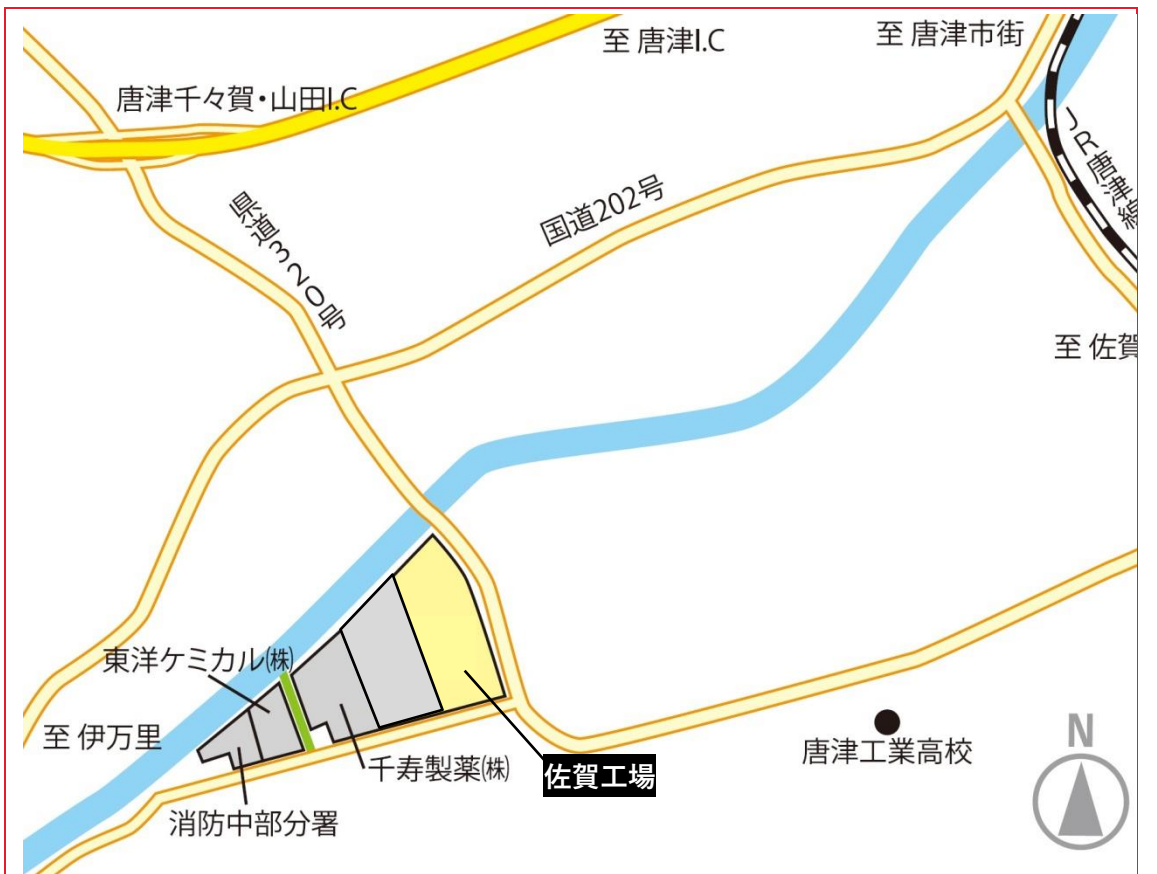 至 唐津I.C
至 唐津市街
唐津千々賀・山田I.C
JR唐津線
県道320号
国道202号
至 佐賀
東洋ケミカル㈱
至 伊万里
千寿製薬㈱
佐賀工場
唐津工業高校
N
消防中部分署